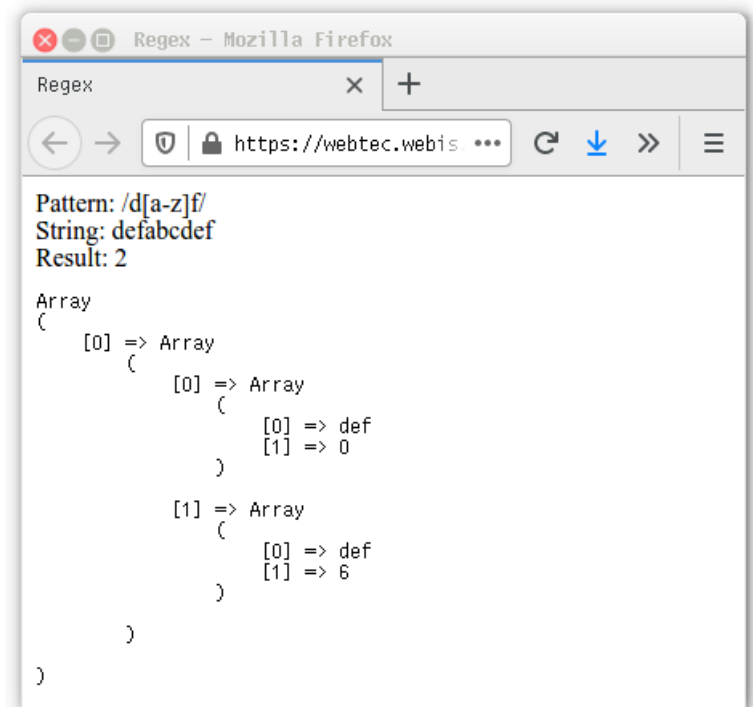 Regex – Mozilla Firefox
Regex
https://webtec.webis.
Pattern: /d[a-z]f/
String: defabcdef
Result: 2
Array
(
    [0] => Array
        (
            [0] => Array
                (
                    [0] => def
                    [1] => 0
                )

            [1] => Array
                (
                    [0] => def
                    [1] => 6
                )

        )

)